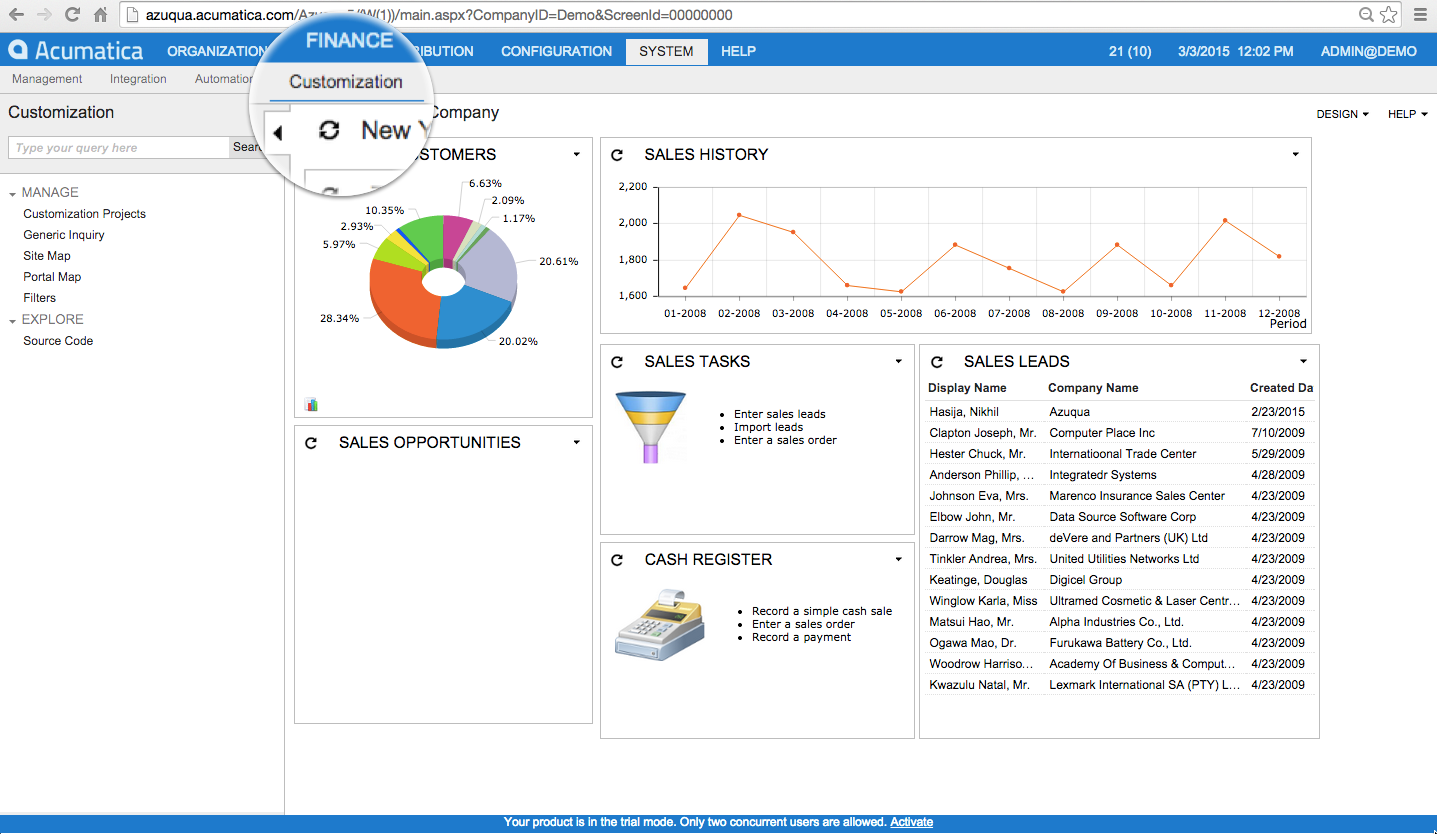 azuqua.acumatica.com/Azuqua /(W(1))/main.aspx?CompanyID=Demo&ScreenId=00000000
Acumatica ORGANIZATION FINANCE RIBUTION CONFIGURATION SYSTEM HELP 21 (10) 3/3/2015 12:02 PM ADMIN@DEMO
Management Integration Automation Customization
Customization New Y Company DESIGN HELP
Type your query here Sear
MANAGE
Customization Projects
Generic Inquiry
Site Map
Portal Map
Filters
EXPLORE
Source Code
STOMERS
6.63%
2.09%
1.17%
10.35%
2.93%
5.97%
20.61%
28.34%
20.02%
SALES HISTORY
2,200
2,000
1,800
1,600
01-2008 02-2008 03-2008 04-2008 05-2008 06-2008 07-2008 08-2008 09-2008 10-2008 11-2008 12-2008
Period
SALES OPPORTUNITIES
SALES TASKS
Enter sales leads
Import leads
Enter a sales order
CASH REGISTER
Record a simple cash sale
Enter a sales order
Record a payment
SALES LEADS
Display Name Company Name Created Da
Hasija, Nikhil Azuqua 2/23/2015
Clapton Joseph, Mr. Computer Place Inc 7/10/2009
Hester Chuck, Mr. Internatioonal Trade Center 5/29/2009
Anderson Phillip, ... Integratedr Systems 4/28/2009
Johnson Eva, Mrs. Marenco Insurance Sales Center 4/23/2009
Elbow John, Mr. Data Source Software Corp 4/23/2009
Darrow Mag, Mrs. deVere and Partners (UK) Ltd 4/23/2009
Tinkler Andrea, Mrs. United Utilities Networks Ltd 4/23/2009
Keatinge, Douglas Digicel Group 4/23/2009
Winglow Karla, Miss Ultramed Cosmetic & Laser Centr... 4/23/2009
Matsui Hao, Mr. Alpha Industries Co., Ltd. 4/23/2009
Ogawa Mao, Dr. Furukawa Battery Co., Ltd. 4/23/2009
Woodrow Harriso... Academy Of Business & Comput... 4/23/2009
Kwazulu Natal, Mr. Lexmark International SA (PTY) L... 4/23/2009
Your product is in the trial mode. Only two concurrent users are allowed. Activate